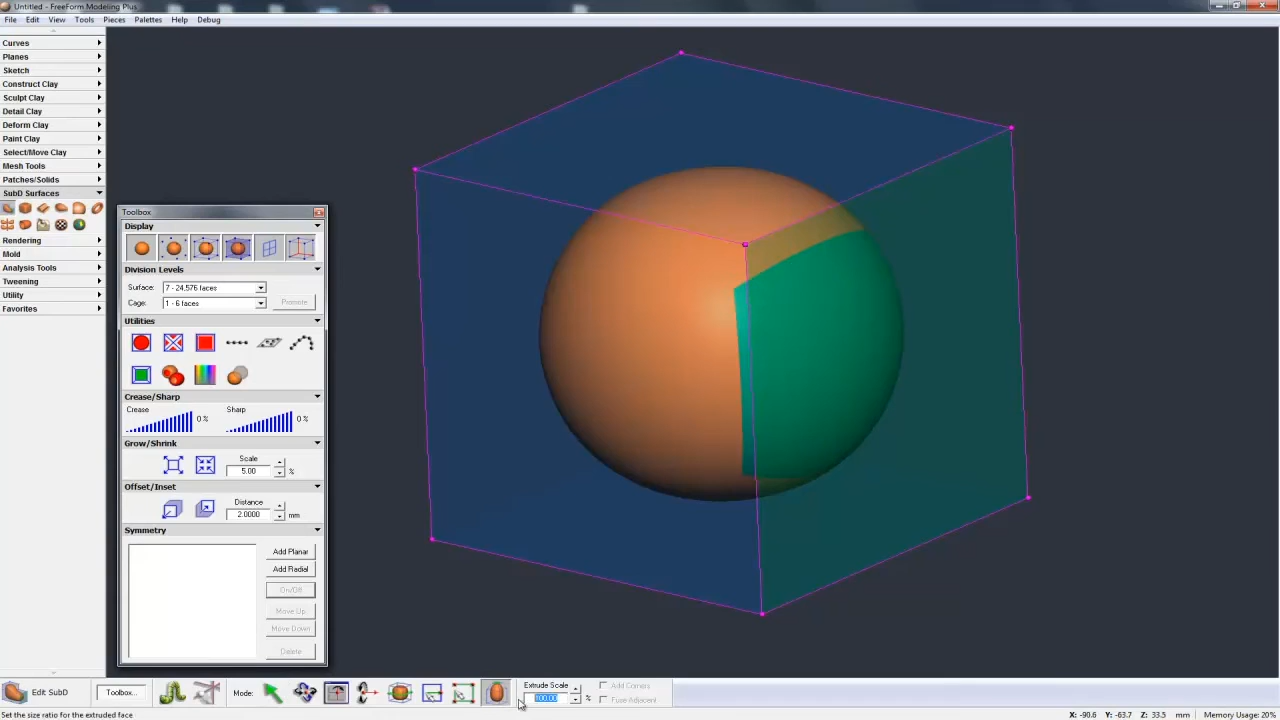 Untitled - FreeForm Modeling Plus
File Edit View Tools Pieces Palettes Help Debug
Curves
Planes
Sketch
Construct Clay
Sculpt Clay
Detail Clay
Deform Clay
Paint Clay
Select/Move Clay
Mesh Tools
Patches/Solids
SubD Surfaces
Rendering
Mold
Analysis Tools
Tweening
Utility
Favorites
Toolbox
Display
Division Levels
Surface: 7 - 24,576 faces
Cage: 1 - 6 faces Promote
Utilities
Crease/Sharp
Crease 0 % Sharp 0 %
Grow/Shrink
Scale
5.00 %
Offset/Inset
Distance
2.0000 mm
Symmetry
Add Planar
Add Radial
On/Off
Move Up
Move Down
Delete
Edit SubD Toolbox... Mode: Extrude Scale 100.00 % Add Corners
Fuse Adjacent
Set the size ratio for the extruded face X: -90.6 Y: -63.7 Z: 33.5 mm Memory Usage: 20%